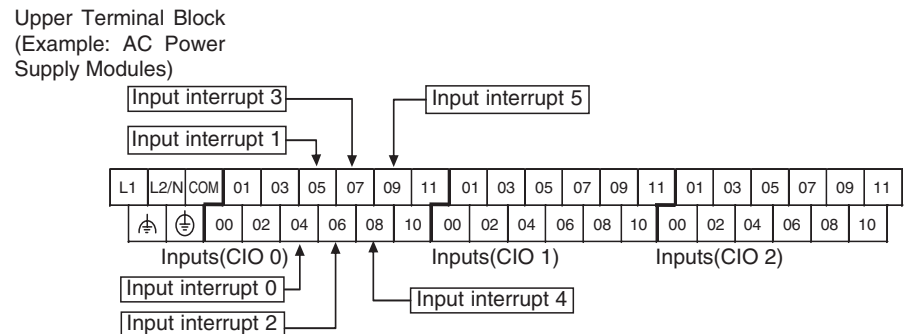 Upper Terminal Block
(Example: AC Power
Supply Modules)
Input interrupt 3
Input interrupt 5
Input interrupt 1
L1 L2/N COM 01 03 05 07 09 11 01 03 05 07 09 11 01 03 05 07 09 11
00 02 04 06 08 10 00 02 04 06 08 10 00 02 04 06 08 10
Inputs(CIO 0) Inputs(CIO 1) Inputs(CIO 2)
Input interrupt 0
Input interrupt 4
Input interrupt 2